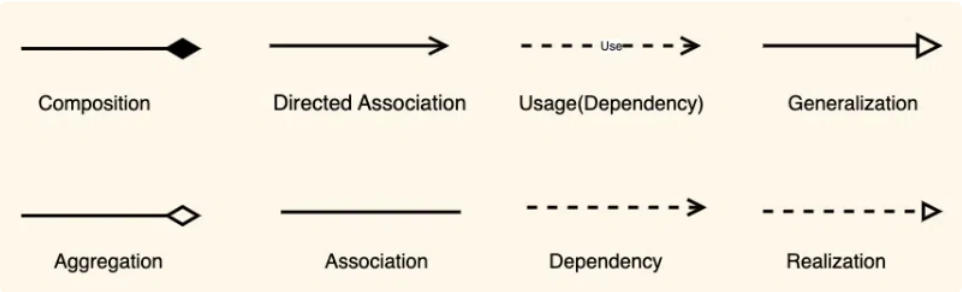 Use
Composition
Directed Association
Usage(Dependency)
Generalization
Aggregation
Association
Dependency
Realization